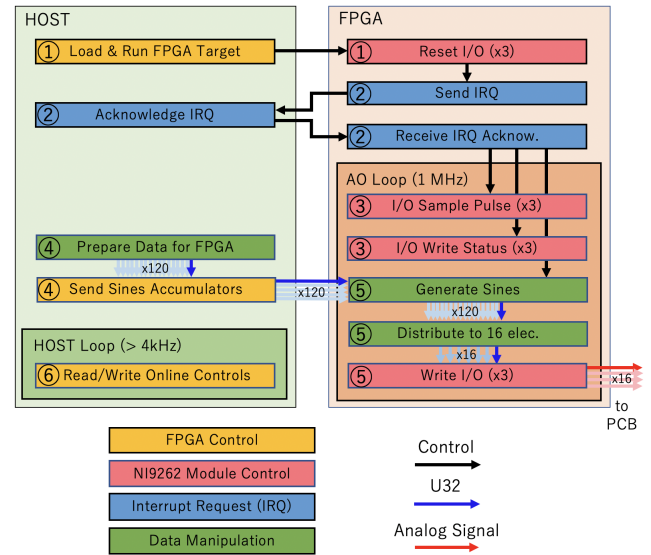 HOST
FPGA
① Load & Run FPGA Target
① Reset I/O (x3)
② Send IRQ
② Acknowledge IRQ
② Receive IRQ Acknow.
AO Loop (1 MHz)
③ I/O Sample Pulse (x3)
③ I/O Write Status (x3)
④ Prepare Data for FPGA
x120
④ Send Sines Accumulators
x120
⑤ Generate Sines
x120
⑤ Distribute to 16 elec.
x16
HOST Loop (> 4kHz)
⑥ Read/Write Online Controls
⑤ Write I/O (x3)
x16
to
PCB
FPGA Control
NI9262 Module Control
Interrupt Request (IRQ)
Data Manipulation
Control
U32
Analog Signal